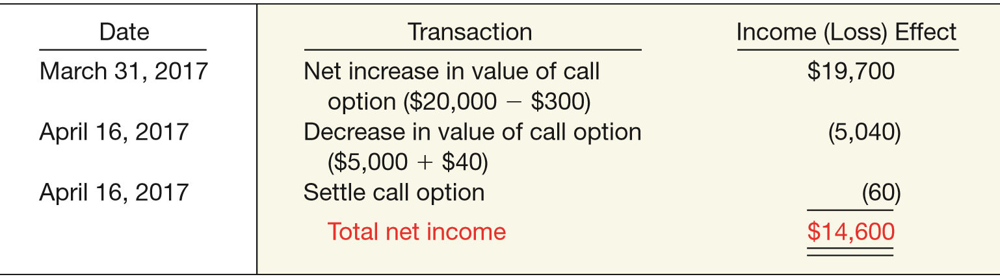 Date Transaction Income (Loss) Effect
March 31, 2017 Net increase in value of call $19,700
option ($20,000 − $300)
April 16, 2017 Decrease in value of call option (5,040)
($5,000 + $40)
April 16, 2017 Settle call option (60)
Total net income $14,600